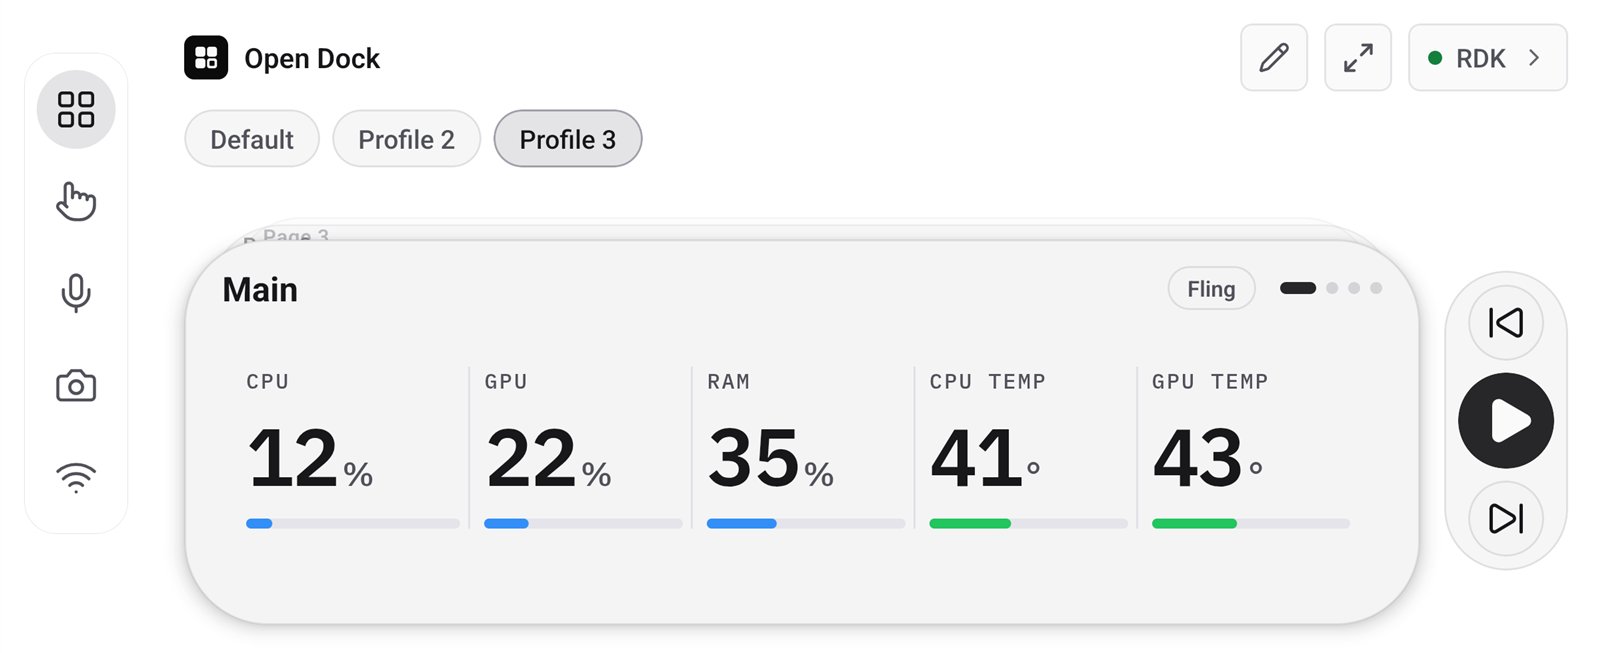 Open Dock
RDK
Default
Profile 2
Profile 3
Page 3
Main
Fling
CPU
GPU
RAM
CPU TEMP
GPU TEMP
12%
22%
35%
41°
43°